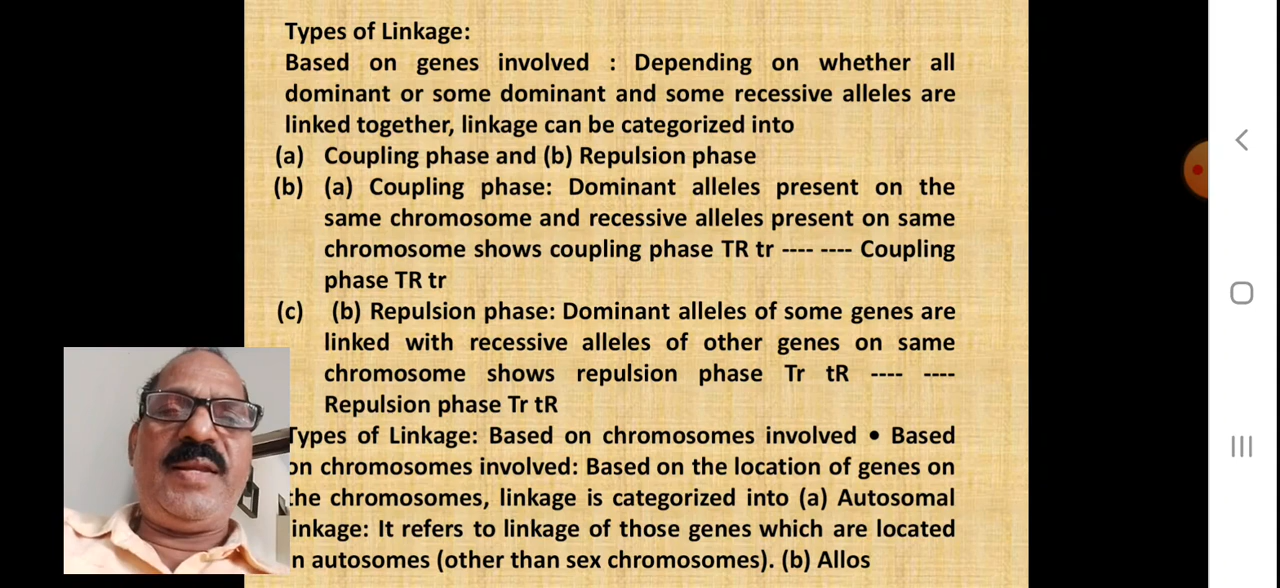 Types of Linkage:
Based on genes involved : Depending on whether all
dominant or some dominant and some recessive alleles are
linked together, linkage can be categorized into
(a) Coupling phase and (b) Repulsion phase
(b) (a) Coupling phase: Dominant alleles present on the
same chromosome and recessive alleles present on same
chromosome shows coupling phase TR tr ---- ---- Coupling
phase TR tr
(c) (b) Repulsion phase: Dominant alleles of some genes are
linked with recessive alleles of other genes on same
chromosome shows repulsion phase Tr tR ---- ----
Repulsion phase Tr tR
Types of Linkage: Based on chromosomes involved • Based
on chromosomes involved: Based on the location of genes on
the chromosomes, linkage is categorized into (a) Autosomal
inkage: It refers to linkage of those genes which are located
n autosomes (other than sex chromosomes). (b) Allos